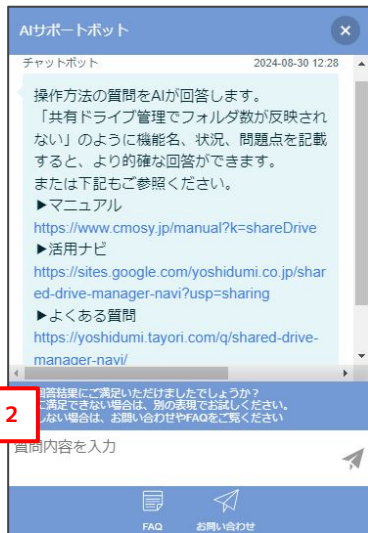 AIサポートボット
チャットボット 2024-08-30 12:28
操作方法の質問をAIが回答します。
「共有ドライブ管理でフォルダ数が反映され
ない」のように機能名、状況、問題点を記載
すると、より的確な回答ができます。
または下記もご参照ください。
▶マニュアル
https://www.cmosy.jp/manual?k=shareDrive
▶活用ナビ
https://sites.google.com/yoshidumi.co.jp/shar
ed-drive-manager-navi?usp=sharing
▶よくある質問
https://yoshidumi.tayori.com/q/shared-drive-
manager-navi/
回答結果にご満足いただけましたでしょうか?
に満足できない場合は、別の表現でお試しください。
しない場合は、お問い合わせやFAQをご覧ください
2
質問内容を入力
FAQ お問い合わせ